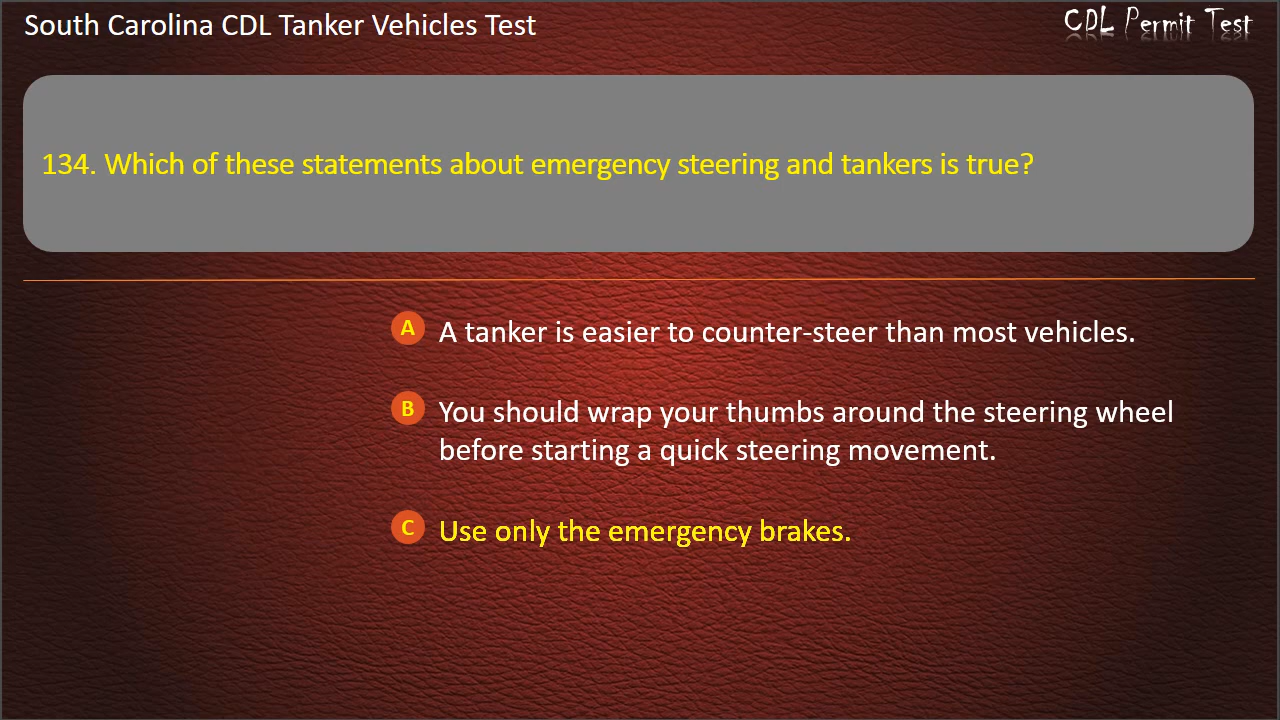 South Carolina CDL Tanker Vehicles Test
CDL Permit Test
134. Which of these statements about emergency steering and tankers is true?
A A tanker is easier to counter-steer than most vehicles.
B You should wrap your thumbs around the steering wheel
before starting a quick steering movement.
C Use only the emergency brakes.